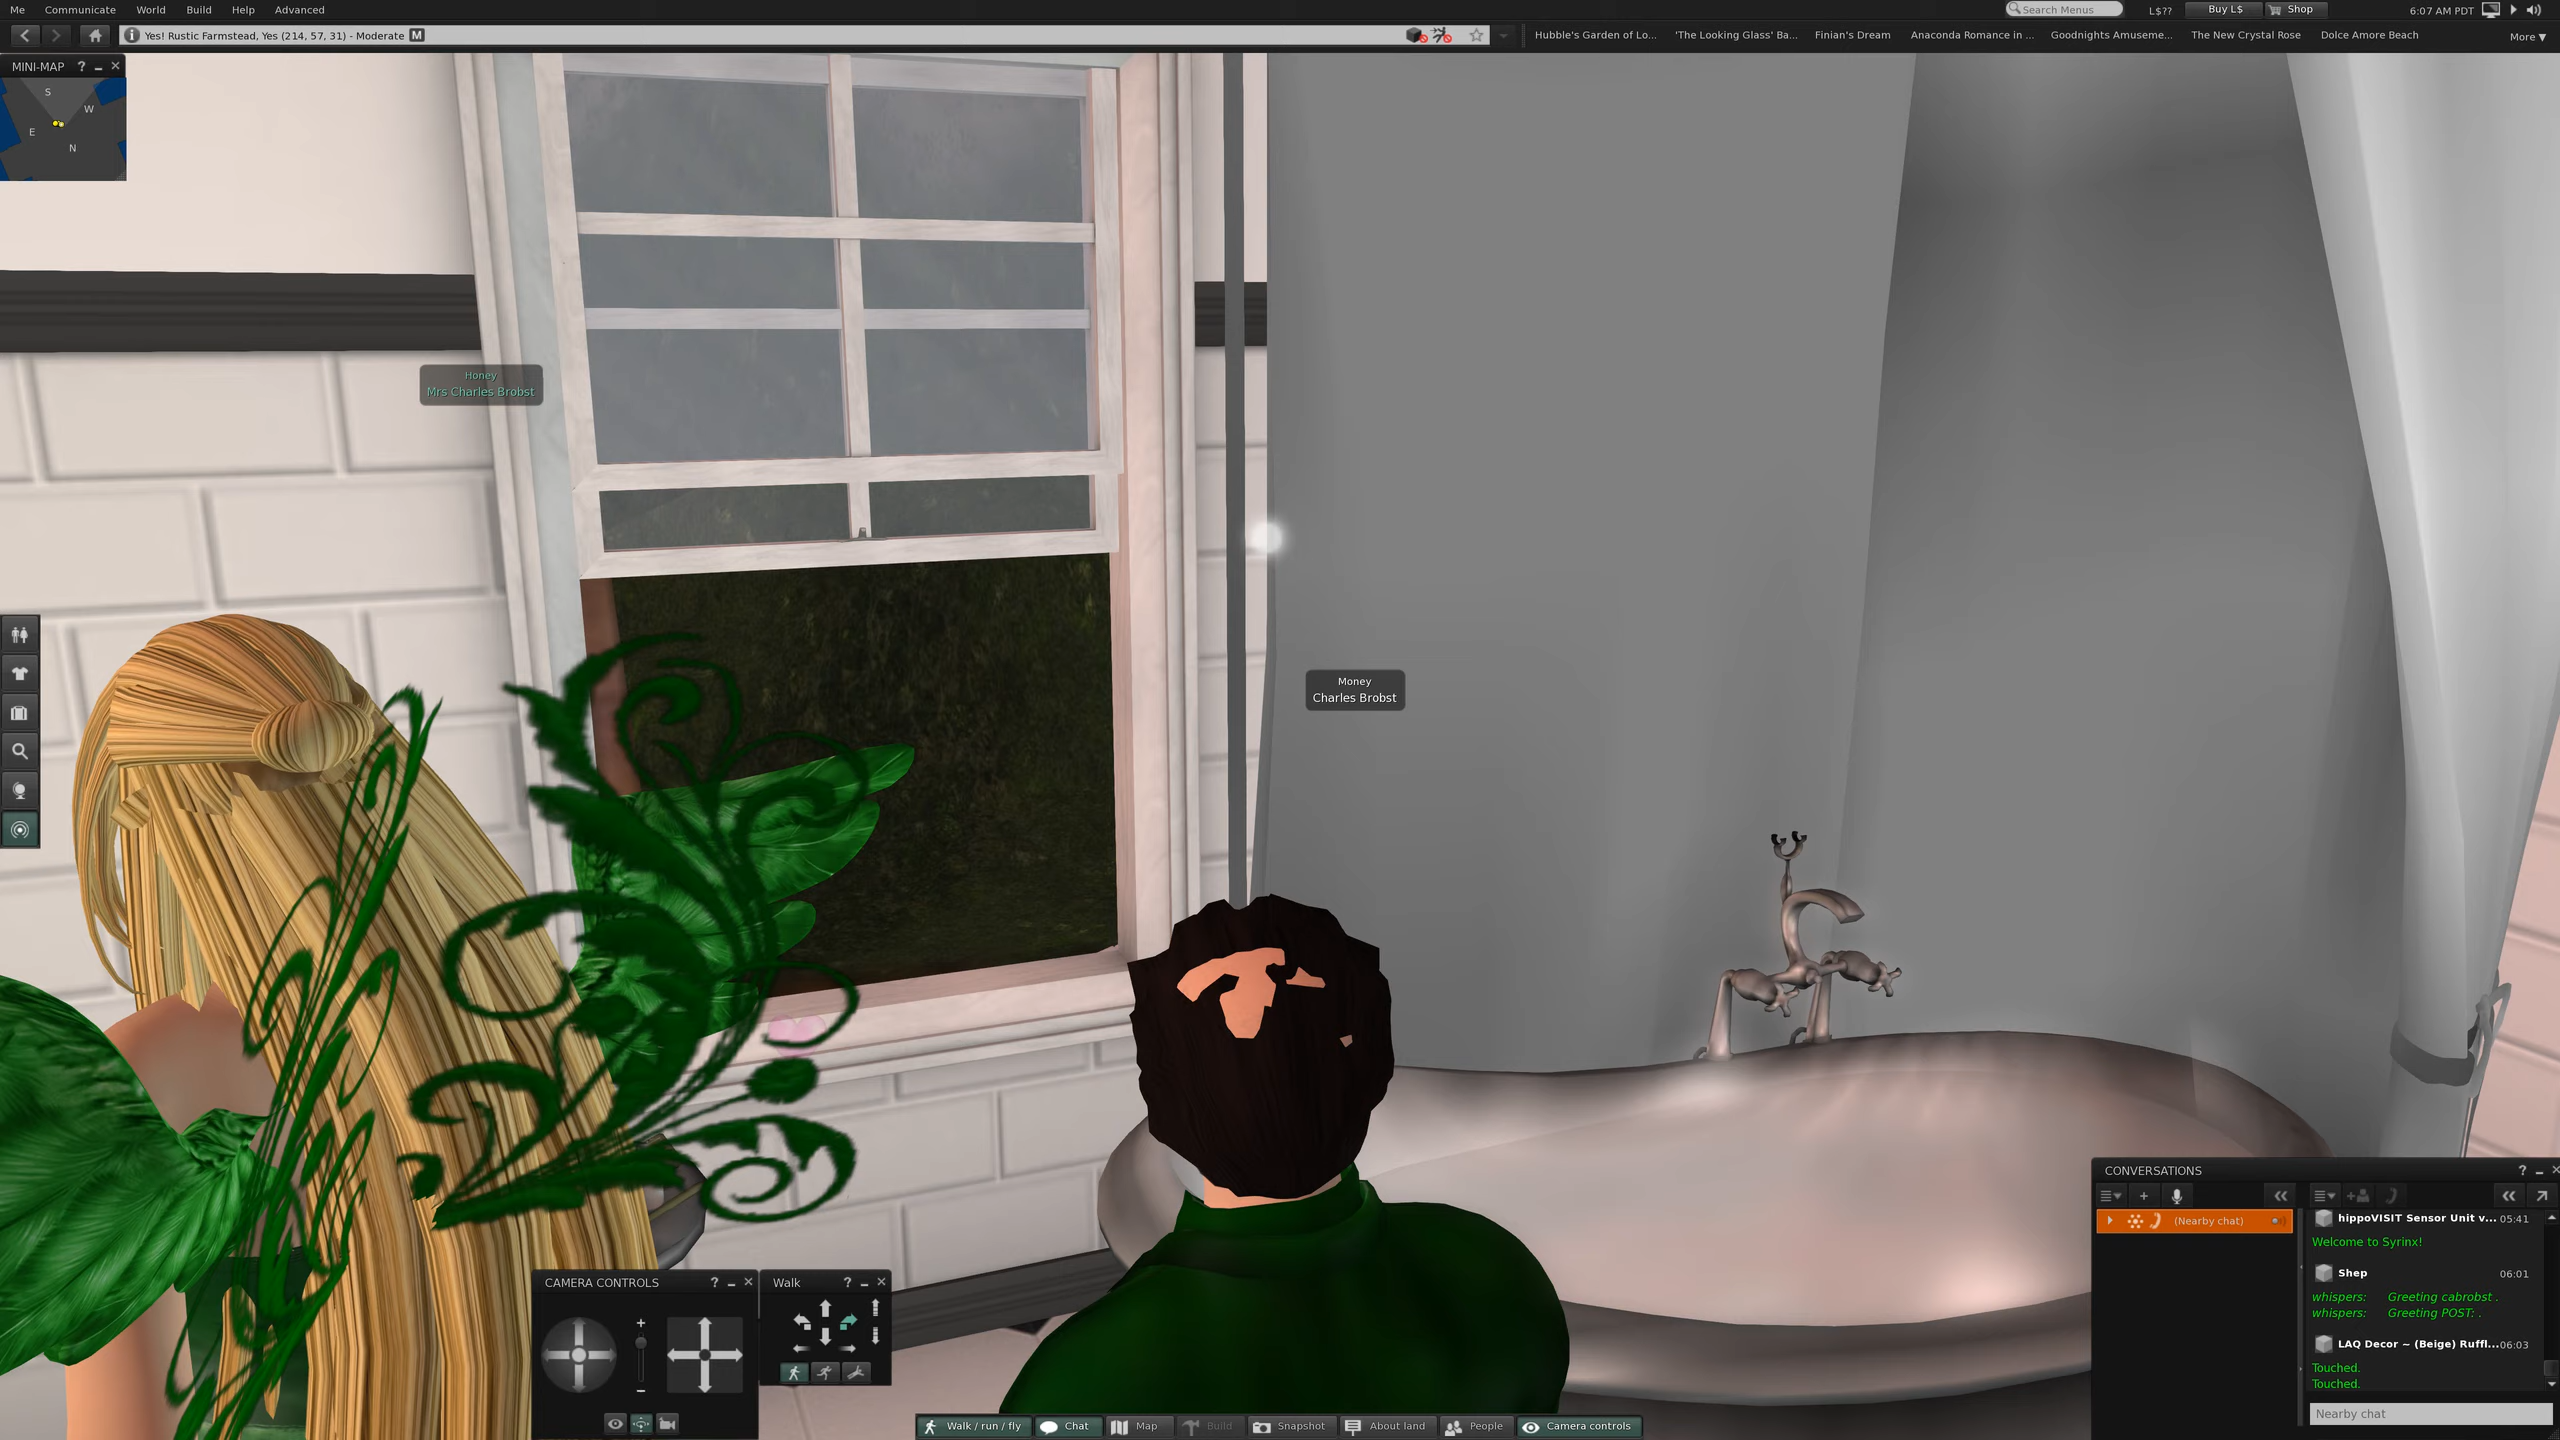 Me Communicate World Build Help Advanced
Search Menus
L$??
Buy L$
Shop
6:07 AM PDT
Yes! Rustic Farmstead, Yes (214, 57, 31) - Moderate M
Hubble's Garden of Lo...
'The Looking Glass' Ba...
Finian's Dream
Anaconda Romance in ...
Goodnights Amuseme...
The New Crystal Rose
Dolce Amore Beach
More ▼
MINI-MAP ?
S
W
E
N
Honey
Mrs Charles Brobst
Money
Charles Brobst
CONVERSATIONS ?
(Nearby chat)
hippoVISIT Sensor Unit v... 05:41
Welcome to Syrinx!
Shep 06:01
whispers: Greeting cabrobst .
whispers: Greeting POST: .
LAQ Decor ~ (Beige) Ruffl... 06:03
Touched.
Touched.
Nearby chat
CAMERA CONTROLS ?
Walk ?
Walk / run / fly
Chat
Map
Build
Snapshot
About land
People
Camera controls